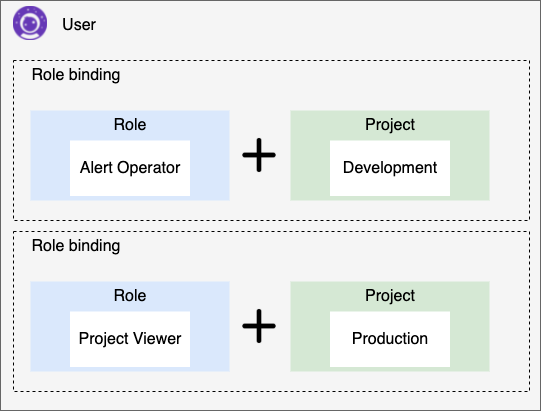 User
Role binding
Role
Project
Alert Operator
Development
Role binding
Role
Project
Project Viewer
Production